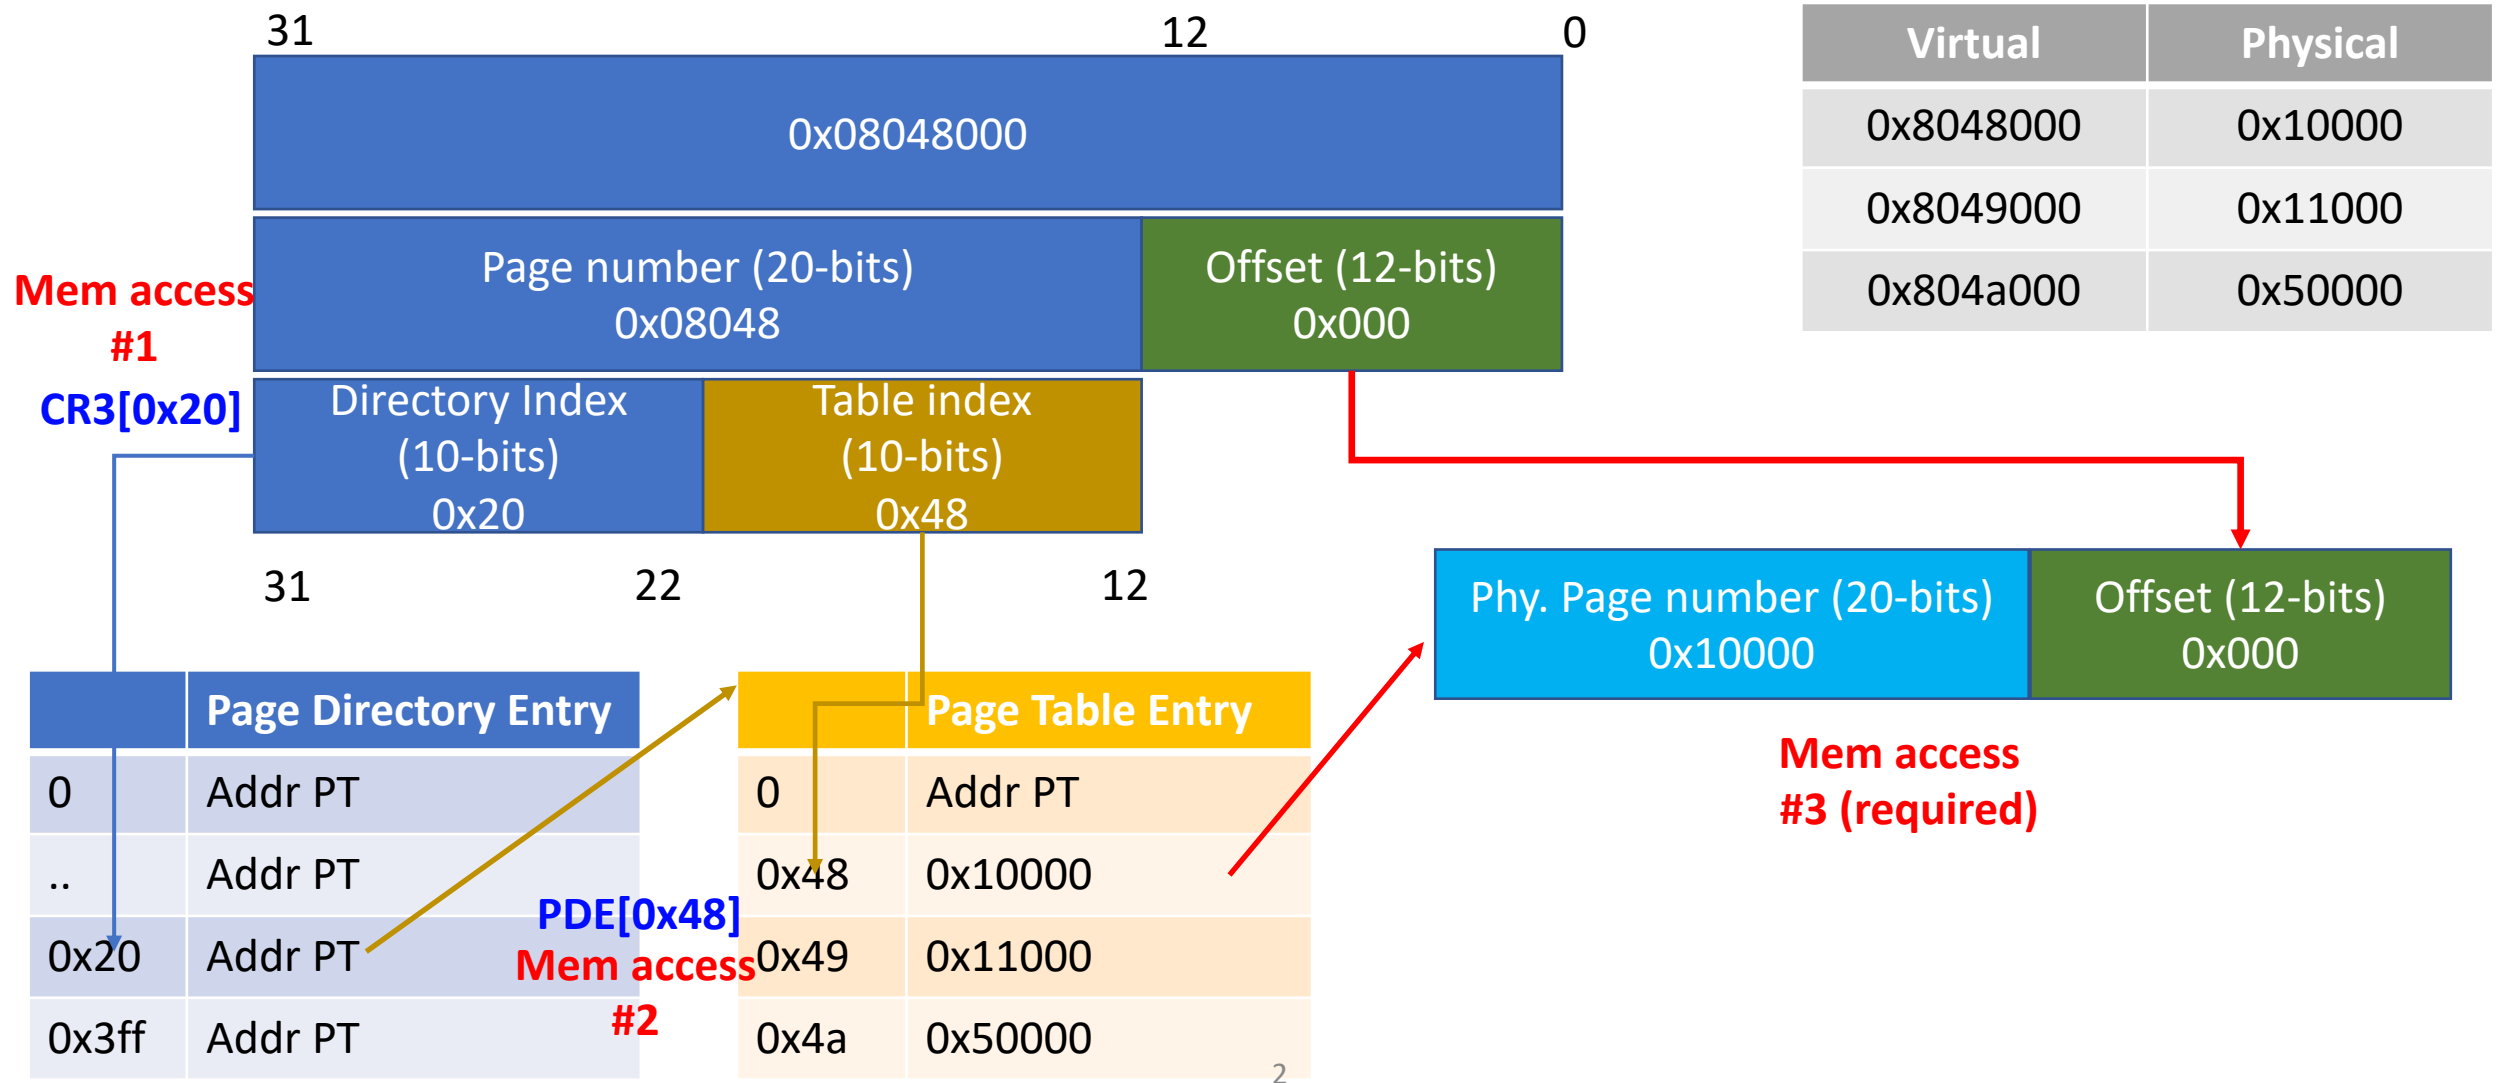 31 12 0
0x08048000
Page number (20-bits)
0x08048
Offset (12-bits)
0x000
Mem access
#1
CR3[0x20]
Directory Index
(10-bits)
0x20
Table index
(10-bits)
0x48
31 22 12
Virtual Physical
0x8048000 0x10000
0x8049000 0x11000
0x804a000 0x50000
Phy. Page number (20-bits)
0x10000
Offset (12-bits)
0x000
Mem access
#3 (required)
Page Directory Entry
0 Addr PT
.. Addr PT
0x20 Addr PT
0x3ff Addr PT
PDE[0x48]
Mem access
#2
Page Table Entry
0 Addr PT
0x48 0x10000
0x49 0x11000
0x4a 0x50000
2